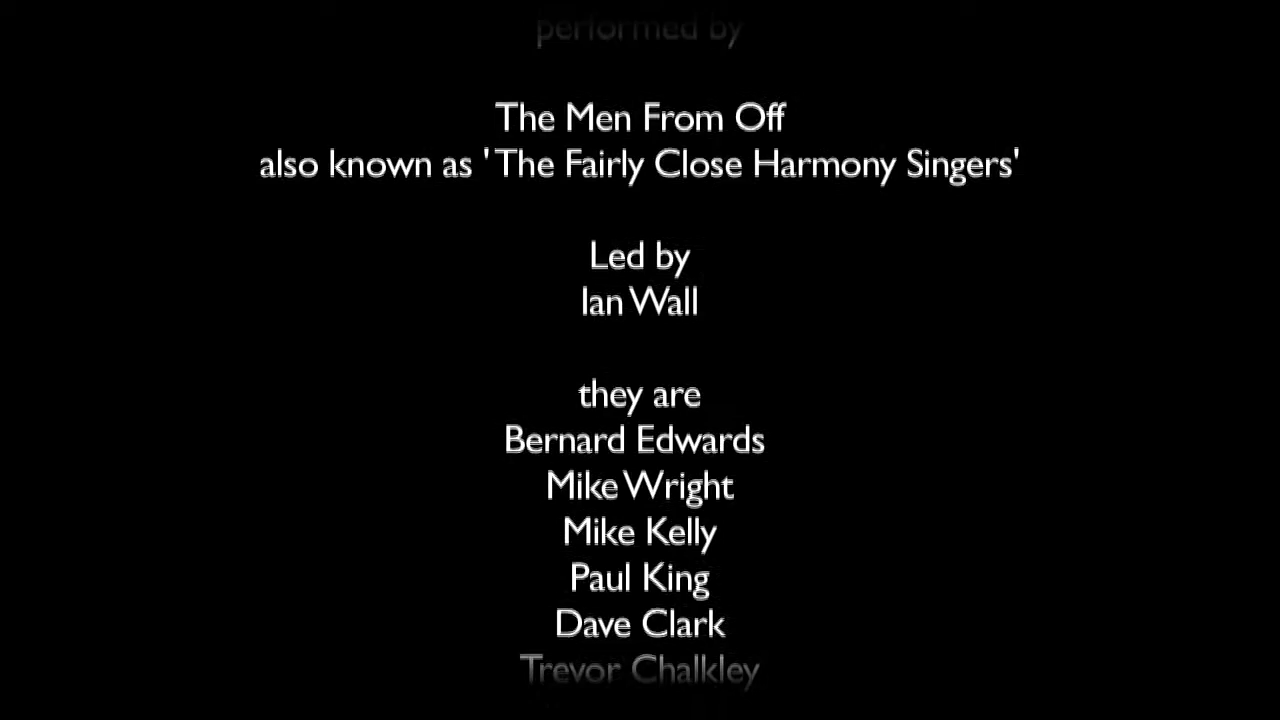 performed by
The Men From Off
also known as 'The Fairly Close Harmony Singers'
Led by
Ian Wall
they are
Bernard Edwards
Mike Wright
Mike Kelly
Paul King
Dave Clark
Trevor Chalkley